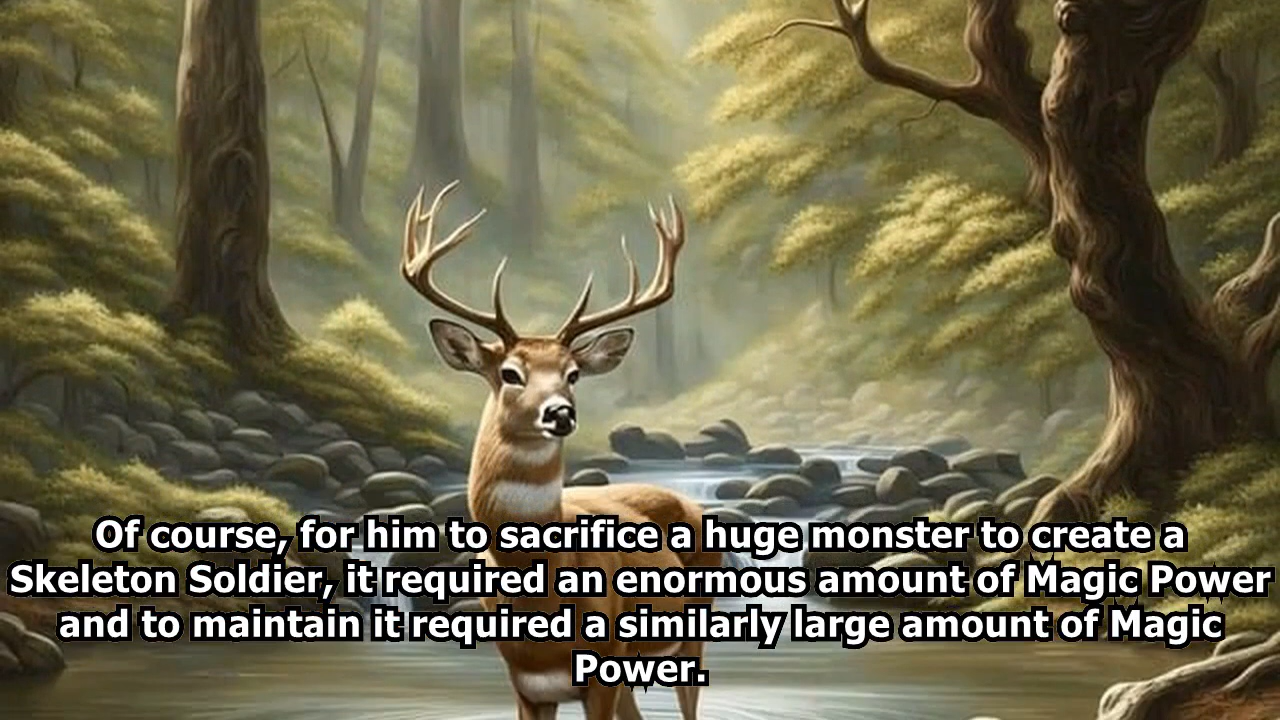 Of course, for him to sacrifice a huge monster to create a
Skeleton Soldier, it required an enormous amount of Magic Power
and to maintain it required a similarly large amount of Magic
Power.